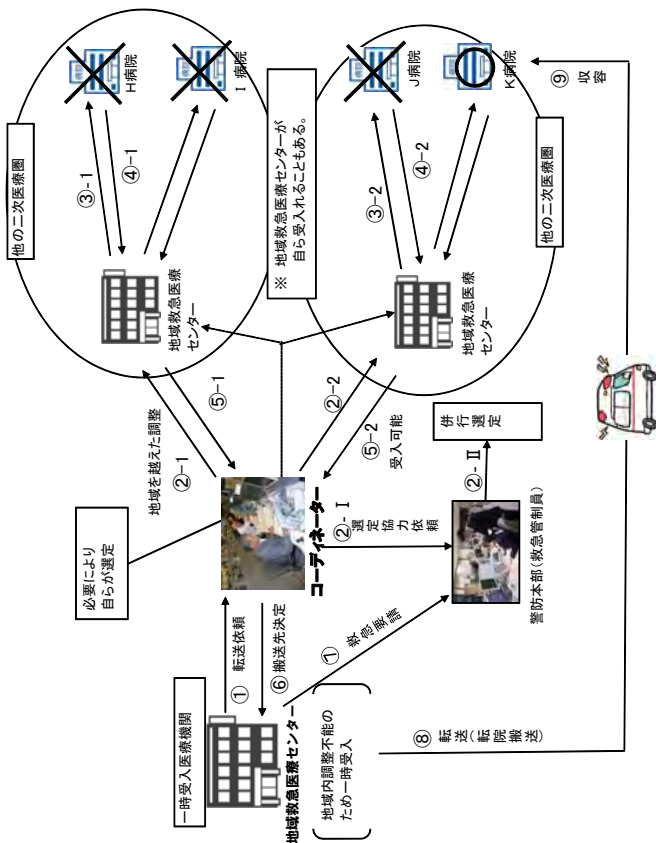 一時受入医療機関
地域救急医療センター
地域内調整不能の
ため一時受入
① 転送依頼
⑥ 搬送先決定
⑦ 救急要請
⑧ 転送（転院搬送）
必要により
自らが選定
コーディネーター
②-Ⅰ
選定協力依頼
警防本部（救急管制員）
②-Ⅱ
併行
選定
地域を越えた調整
②-1
⑤-1
②-2
⑤-2
受入可能
他の二次医療圏
地域救急医療
センター
③-1
④-1
H病院
I 病院
※ 地域救急医療センターが
自ら受入れることもある。
地域救急医療
センター
③-2
④-2
J病院
K病院
他の二次医療圏
⑨ 収容